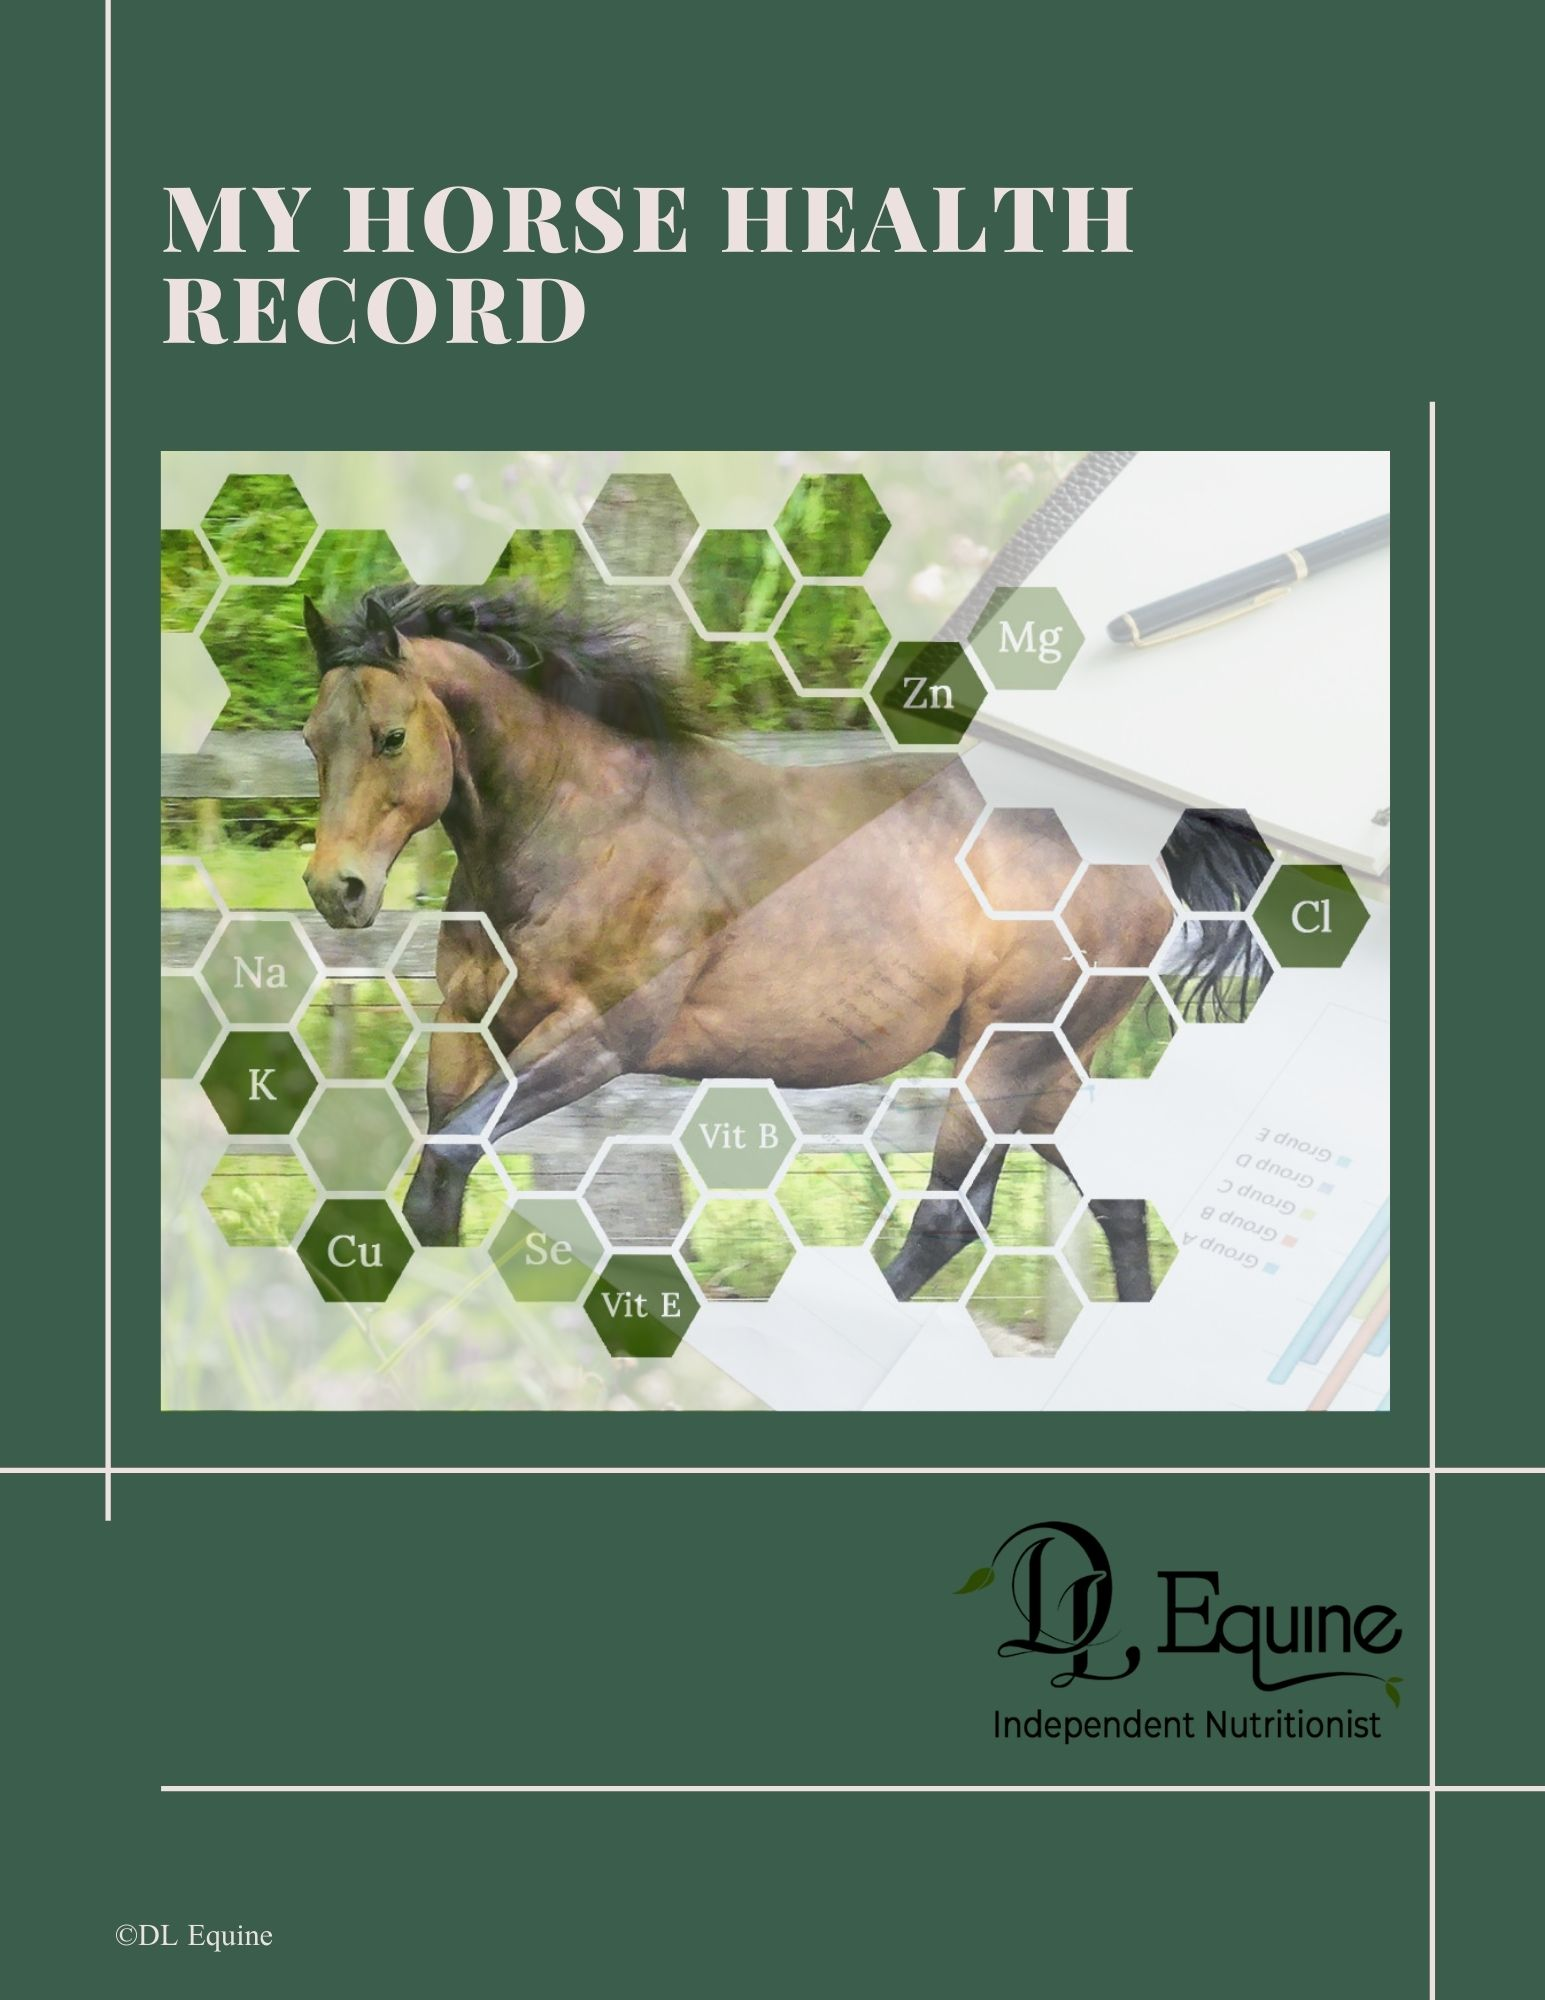 MY HORSE HEALTH
RECORD
Mg
Zn
Cl
Na
K
Vit B
Cu
Se
Vit E
Group E
Group D
Group C
Group B
Group A
DL Equine
Independent Nutritionist
©DL Equine